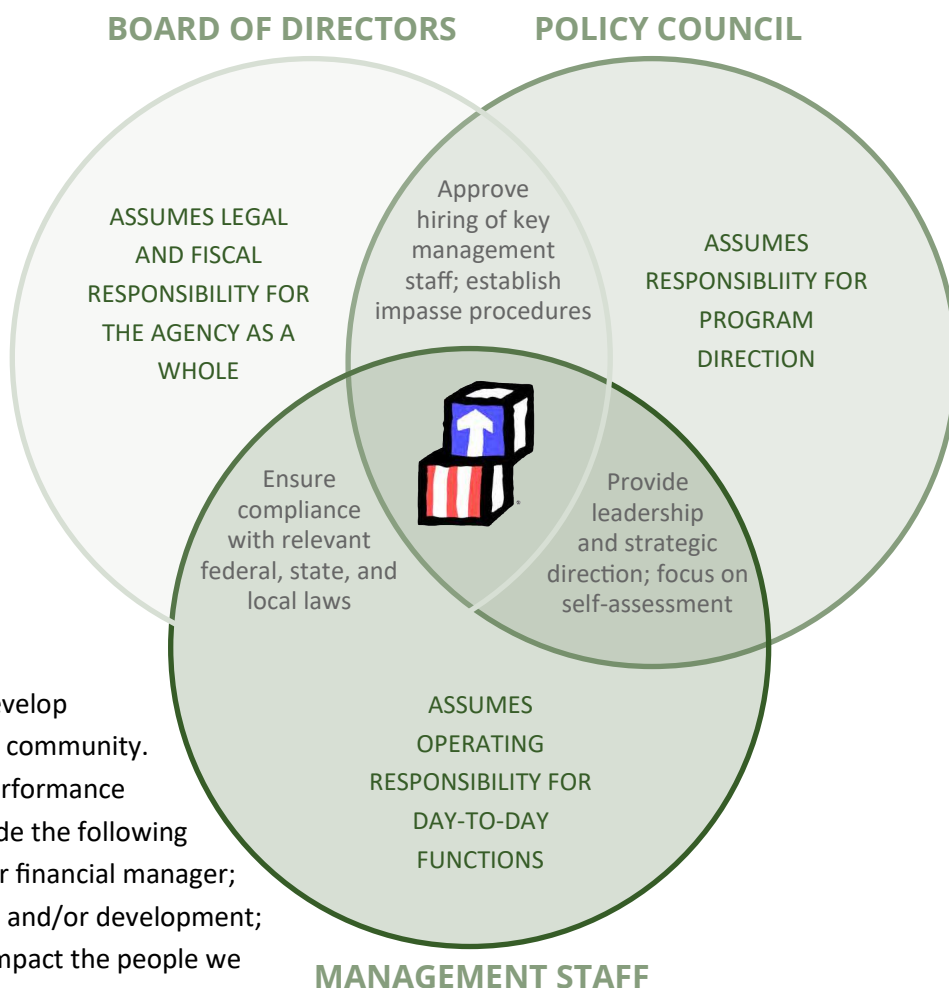 BOARD OF DIRECTORS
POLICY COUNCIL
ASSUMES LEGAL
AND FISCAL
RESPONSIBILITY FOR
THE AGENCY AS A
WHOLE
Approve
hiring of key
management
staff; establish
impasse procedures
ASSUMES
RESPONSIBLIITY FOR
PROGRAM
DIRECTION
Ensure
compliance
with relevant
federal, state, and
local laws
Provide
leadership
and strategic
direction; focus on
self-assessment
ASSUMES
OPERATING
RESPONSIBILITY FOR
DAY-TO-DAY
FUNCTIONS
evelop
community.
erformance
de the following
r financial manager;
and/or development;
mpact the people we
MANAGEMENT STAFF